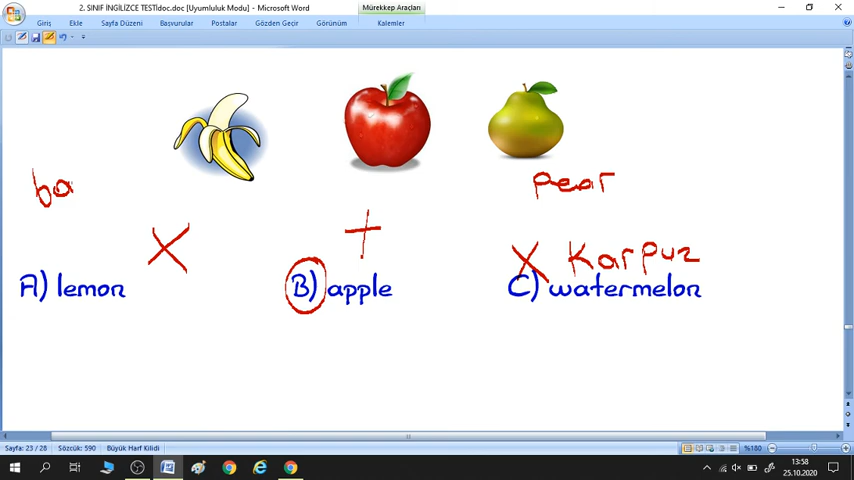 2. SINIF İNGİLİZCE TEST\doc.doc [Uyumluluk Modu] - Microsoft Word
Mürekkep Araçları
Giriş Ekle Sayfa Düzeni Başvurular Postalar Gözden Geçir Görünüm Kalemler
ba
pear
X + X Karpuz
A) lemon B) apple C) watermelon
Sayfa: 23 / 28 Sözcük: 590 Büyük Harf Kilidi %180
13:58
25.10.2020